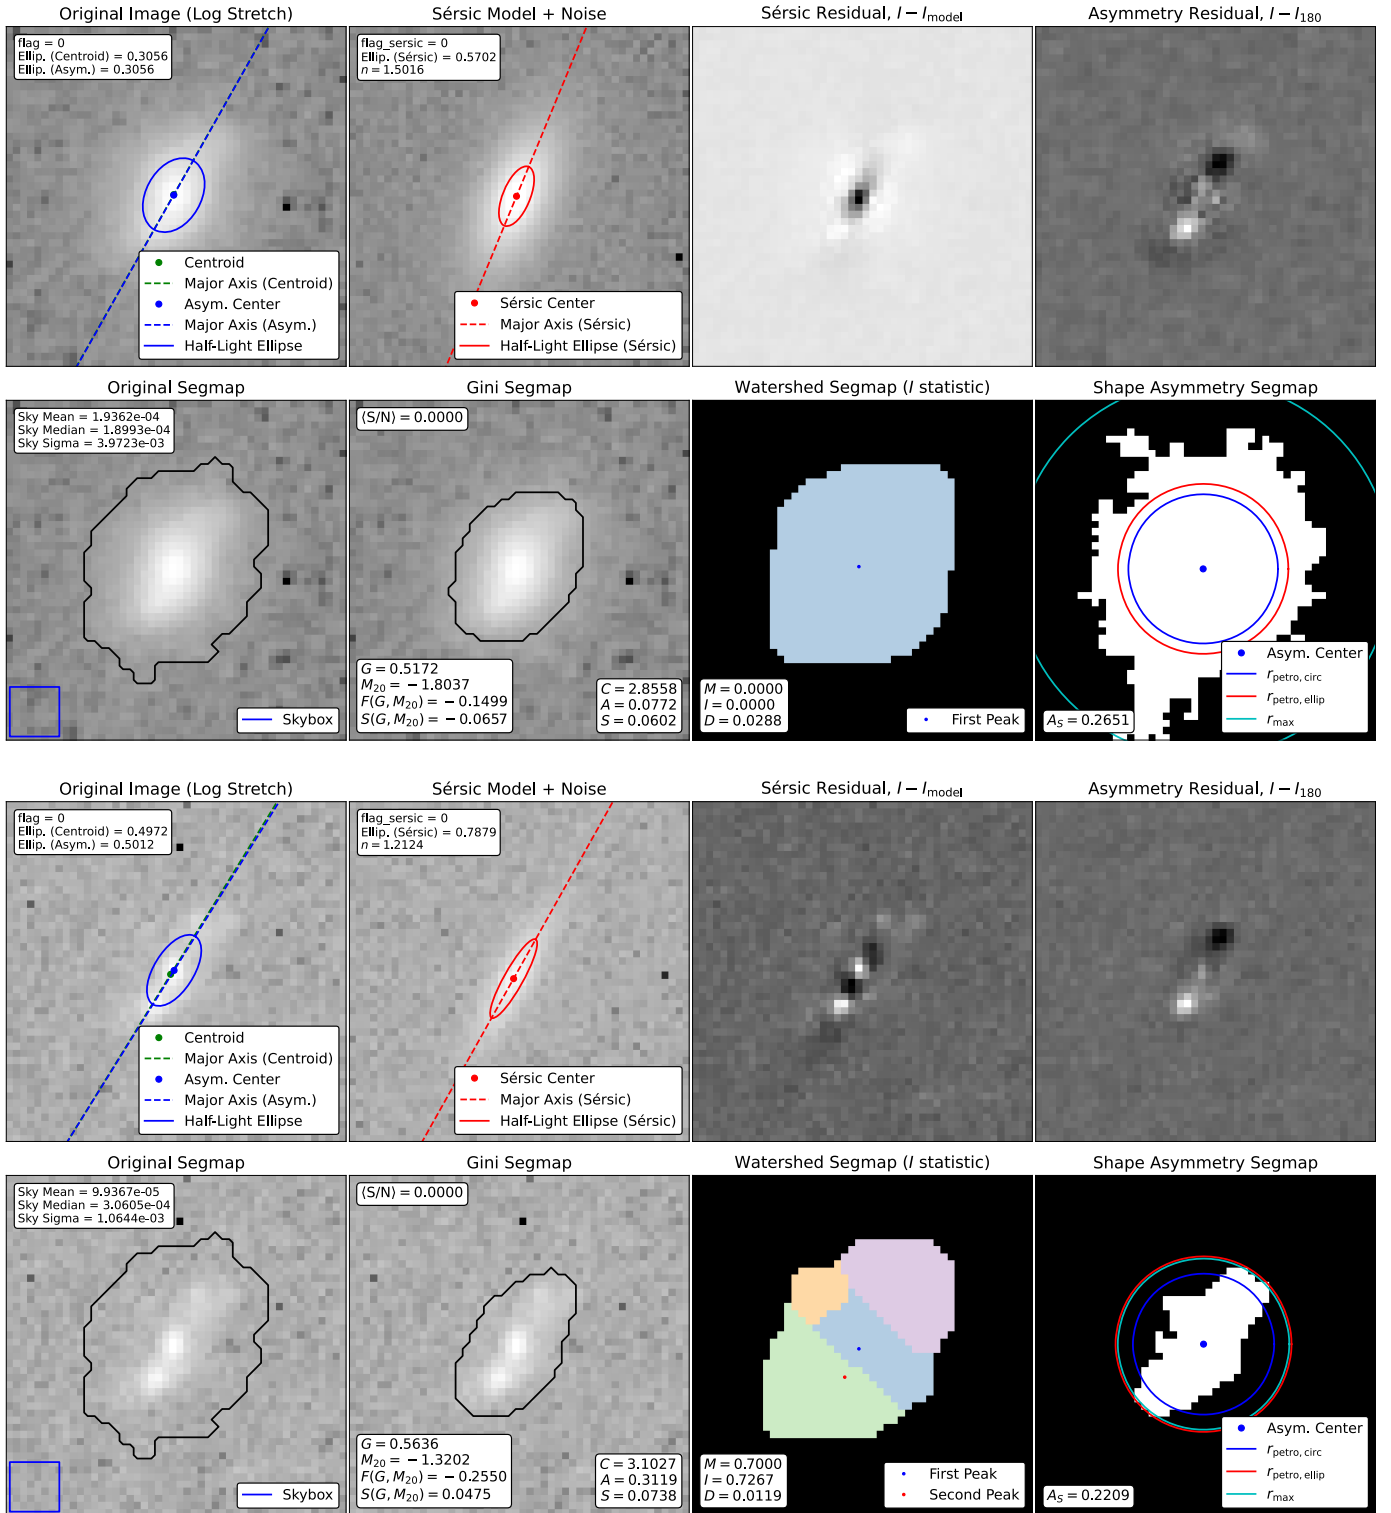 Original Image (Log Stretch)
Sérsic Model + Noise
Sérsic Residual, I − I_model
Asymmetry Residual, I − I_180
flag = 0
Ellip. (Centroid) = 0.3056
Ellip. (Asym.) = 0.3056
Centroid
Major Axis (Centroid)
Asym. Center
Major Axis (Asym.)
Half-Light Ellipse
flag_sersic = 0
Ellip. (Sérsic) = 0.5702
n = 1.5016
Sérsic Center
Major Axis (Sérsic)
Half-Light Ellipse (Sérsic)
Original Segmap
Gini Segmap
Watershed Segmap (I statistic)
Shape Asymmetry Segmap
Sky Mean = 1.9362e-04
Sky Median = 1.8993e-04
Sky Sigma = 3.9723e-03
Skybox
⟨S/N⟩ = 0.0000
G = 0.5172
M_20 = −1.8037
F(G, M_20) = −0.1499
S(G, M_20) = −0.0657
C = 2.8558
A = 0.0772
S = 0.0602
M = 0.0000
I = 0.0000
D = 0.0288
First Peak
A_S = 0.2651
Asym. Center
r_petro, circ
r_petro, ellip
r_max
Original Image (Log Stretch)
Sérsic Model + Noise
Sérsic Residual, I − I_model
Asymmetry Residual, I − I_180
flag = 0
Ellip. (Centroid) = 0.4972
Ellip. (Asym.) = 0.5012
Centroid
Major Axis (Centroid)
Asym. Center
Major Axis (Asym.)
Half-Light Ellipse
flag_sersic = 0
Ellip. (Sérsic) = 0.7879
n = 1.2124
Sérsic Center
Major Axis (Sérsic)
Half-Light Ellipse (Sérsic)
Original Segmap
Gini Segmap
Watershed Segmap (I statistic)
Shape Asymmetry Segmap
Sky Mean = 9.9367e-05
Sky Median = 3.0605e-04
Sky Sigma = 1.0644e-03
Skybox
⟨S/N⟩ = 0.0000
G = 0.5636
M_20 = −1.3202
F(G, M_20) = −0.2550
S(G, M_20) = 0.0475
C = 3.1027
A = 0.3119
S = 0.0738
M = 0.7000
I = 0.7267
D = 0.0119
First Peak
Second Peak
A_S = 0.2209
Asym. Center
r_petro, circ
r_petro, ellip
r_max